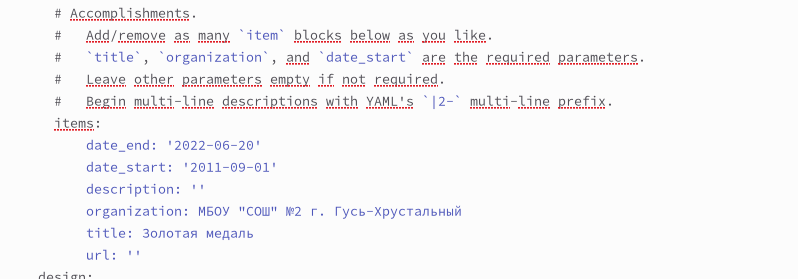 # Accomplishments.
#   Add/remove as many `item` blocks below as you like.
#   `title`, `organization`, and `date_start` are the required parameters.
#   Leave other parameters empty if not required.
#   Begin multi-line descriptions with YAML's `|2-` multi-line prefix.
items:
date_end: '2022-06-20'
date_start: '2011-09-01'
description: ''
organization: МБОУ "СОШ" №2 г. Гусь-Хрустальный
title: Золотая медаль
url: ''
design: